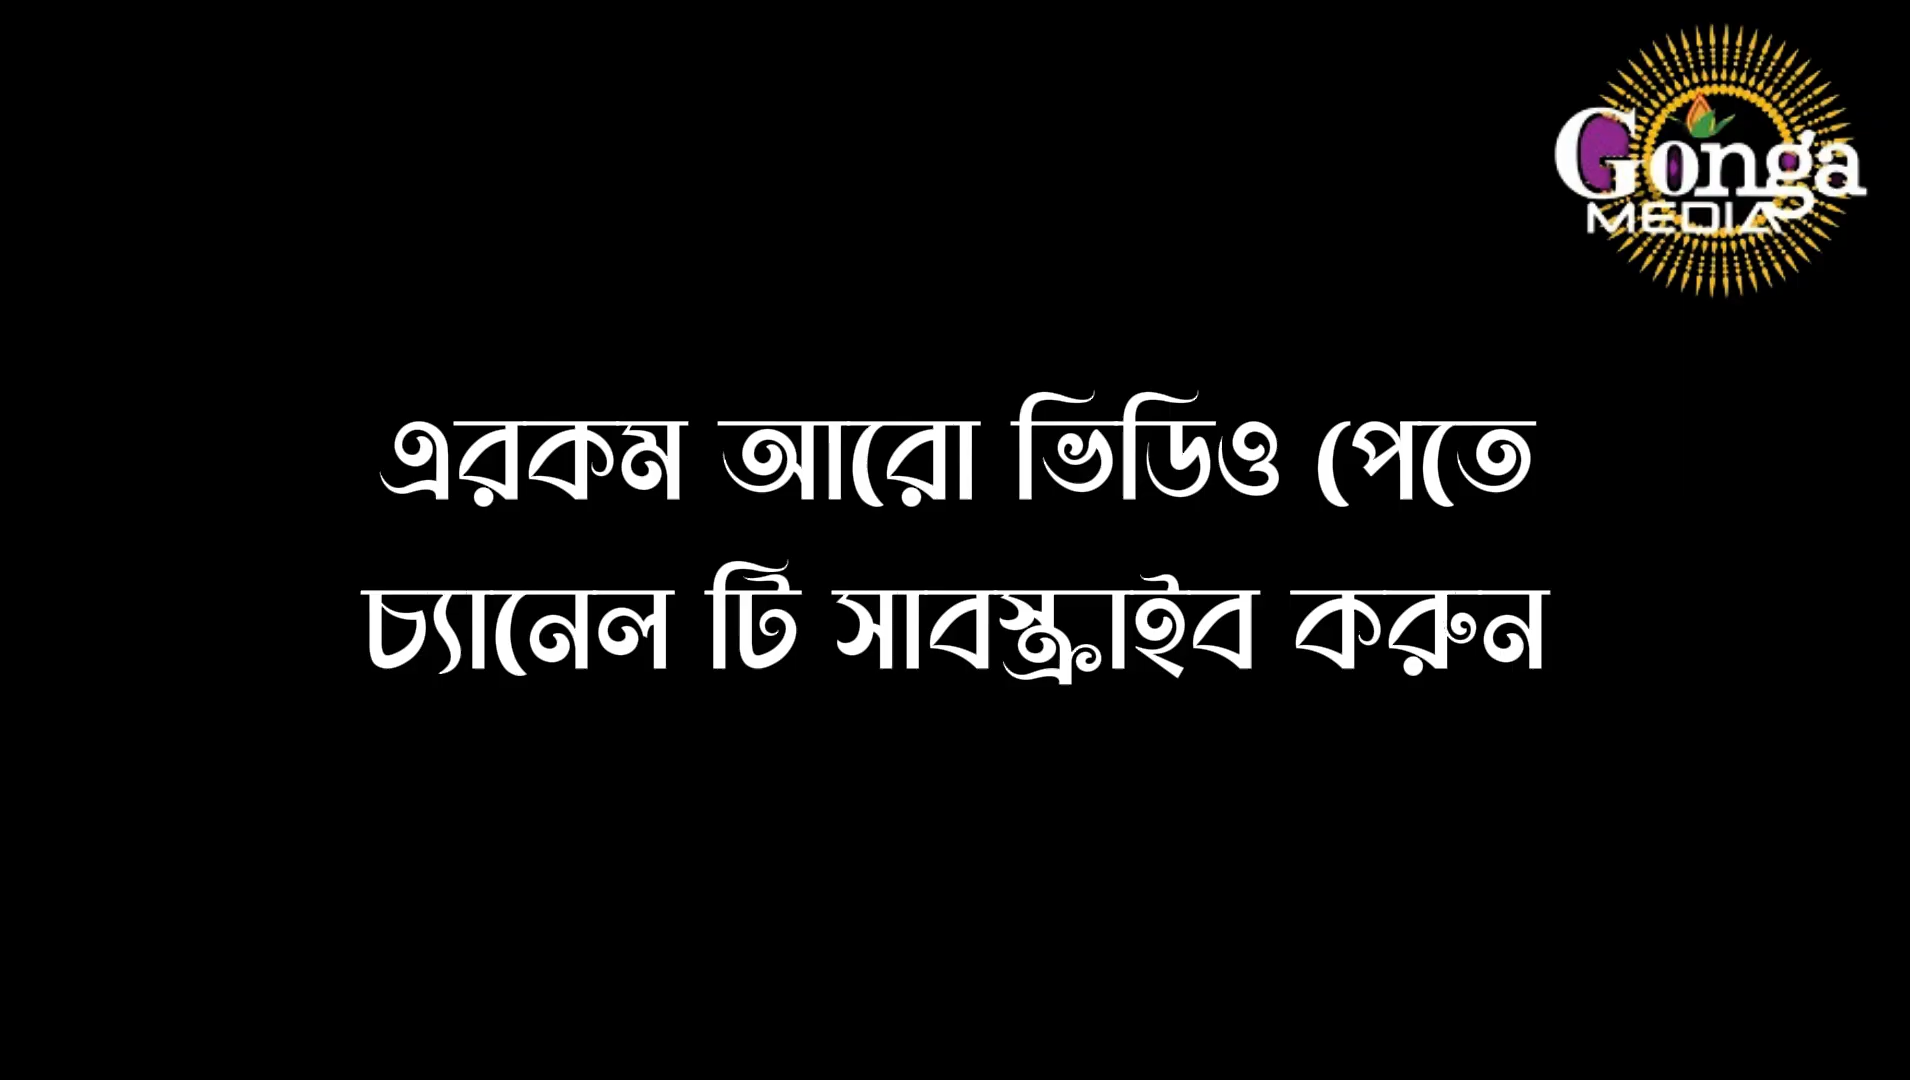 Gonga
MEDIA
এরকম আরো ভিডিও পেতে
চ্যানেল টি সাবস্ক্রাইব করুন